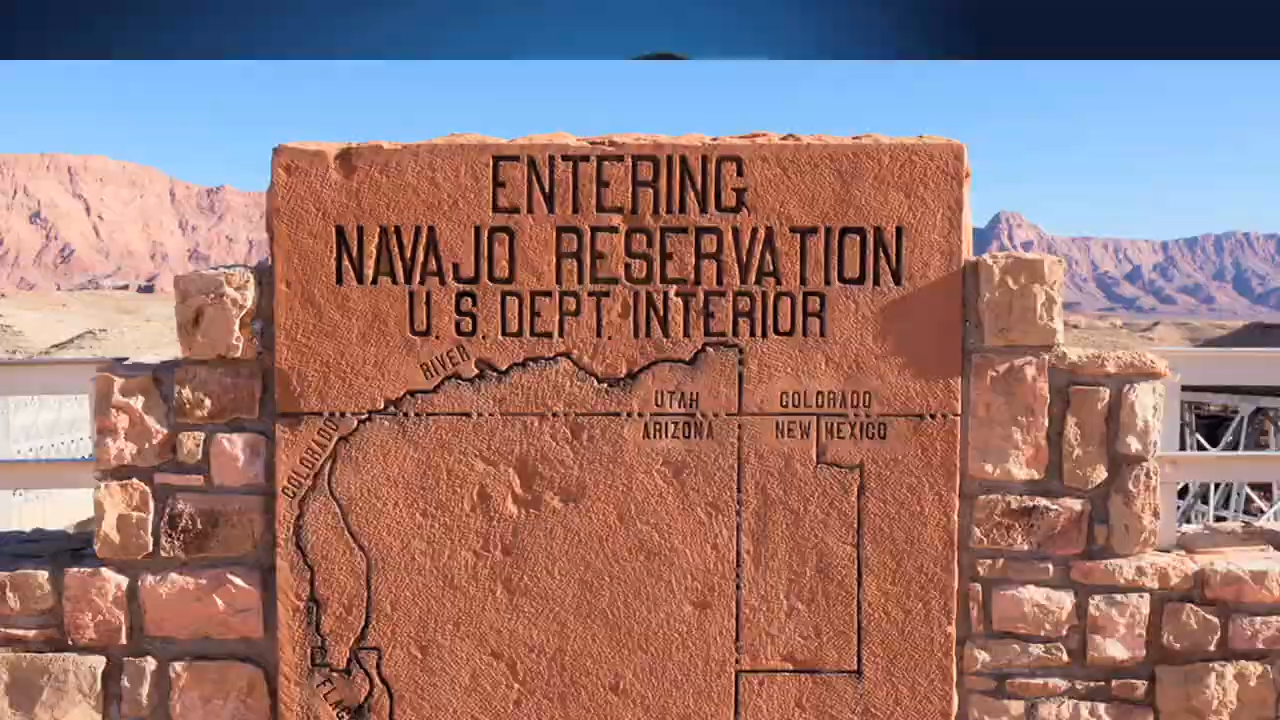 ENTERING
NAVAJO RESERVATION
U.S. DEPT. INTERIOR
RIVER
UTAH COLORADO
COLORADO
ARIZONA NEW MEXICO